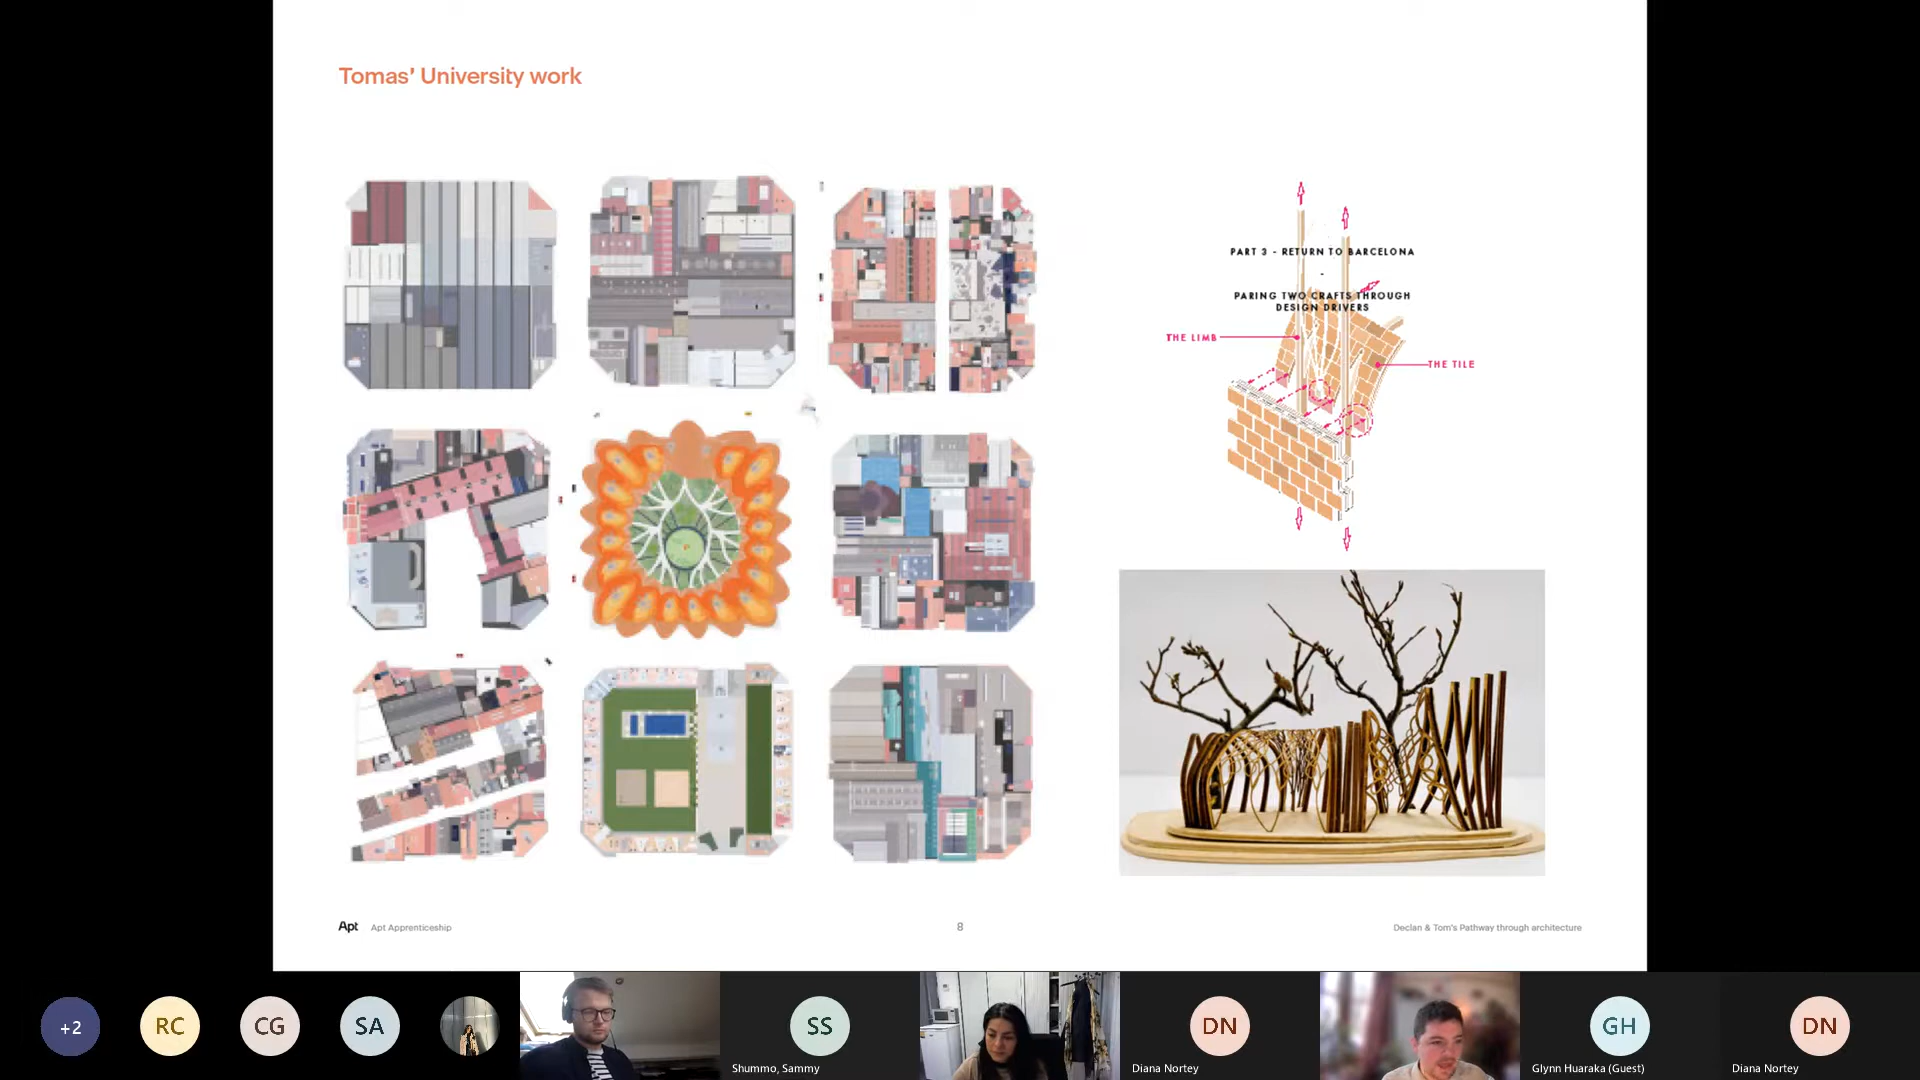 Tomas' University work
PART 3 - RETURN TO BARCELONA
-
PARING TWO CRAFTS THROUGH
DESIGN DRIVERS
THE LIMB
THE TILE
Apt Apt Apprenticeship
8
Declan & Tom's Pathway through architecture
+2
RC
CG
SA
SS
Shummo, Sammy
DN
Diana Nortey
GH
Glynn Huaraka (Guest)
DN
Diana Nortey